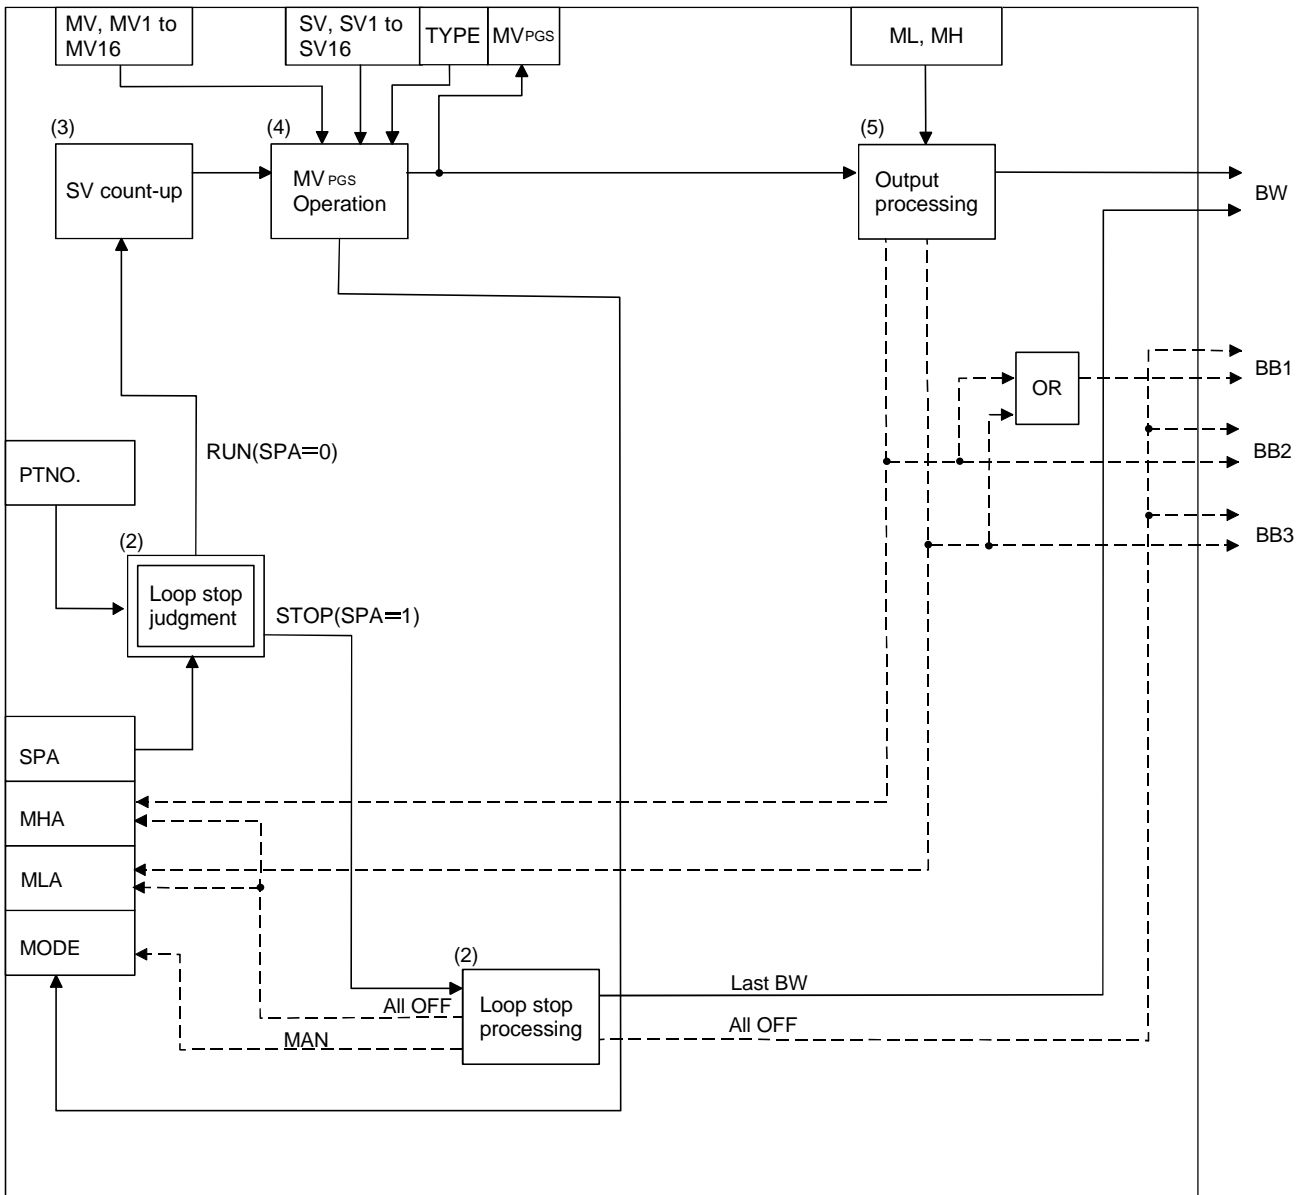 MV, MV1 to
MV16
SV, SV1 to
SV16
TYPE
MVPGS
ML, MH
(3)
(4)
(5)
SV count-up
MVPGS
Operation
Output
processing
BW
BB1
OR
RUN(SPA=0)
BB2
PTNO.
BB3
(2)
Loop stop
judgment
STOP(SPA=1)
SPA
MHA
MLA
MODE
(2)
Last BW
All OFF
Loop stop
processing
All OFF
MAN